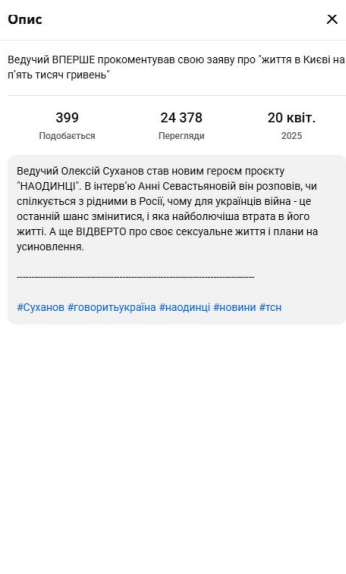 Опис
Ведучий ВПЕРШЕ прокоментував свою заяву про "життя в Києві на
п'ять тисяч гривень"
399
24 378
20 квіт.
Подобається
Перегляди
2025
Ведучий Олексій Суханов став новим героєм проєкту
"НАОДИНЦІ". В інтерв'ю Анні Севастьяновій він розповів, чи
спілкується з рідними в Росії, чому для українців війна - це
останній шанс змінитися, і яка найболючіша втрата в його
житті. А ще ВІДВЕРТО про своє сексуальне життя і плани на
усиновлення.
--------------------------------------------------------------------------------
#Суханов #говоритьукраїна #наодинці #новини #тсн